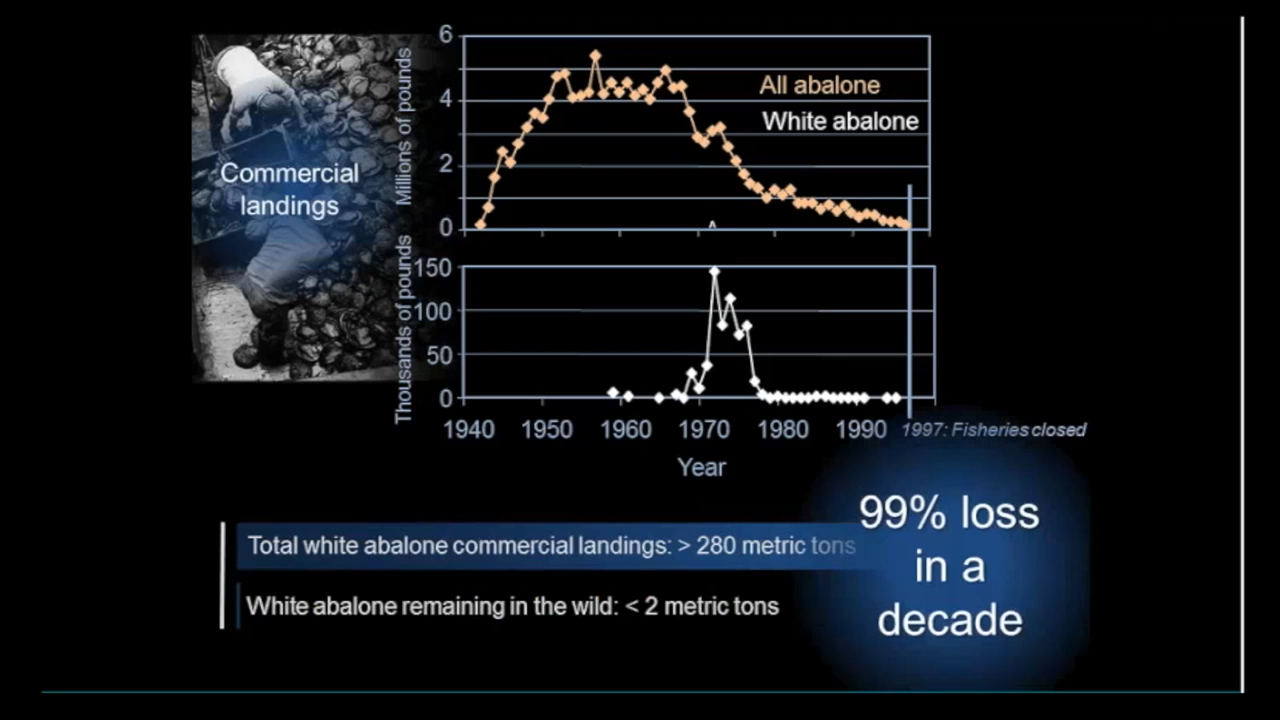 Commercial
landings
Millions of pounds
6
4
2
0
All abalone
White abalone
Thousands of pounds
150
100
50
0
1940 1950 1960 1970 1980 1990 1997: Fisheries closed
Year
99% loss
in a
decade
Total white abalone commercial landings: > 280 metric tons
White abalone remaining in the wild: < 2 metric tons